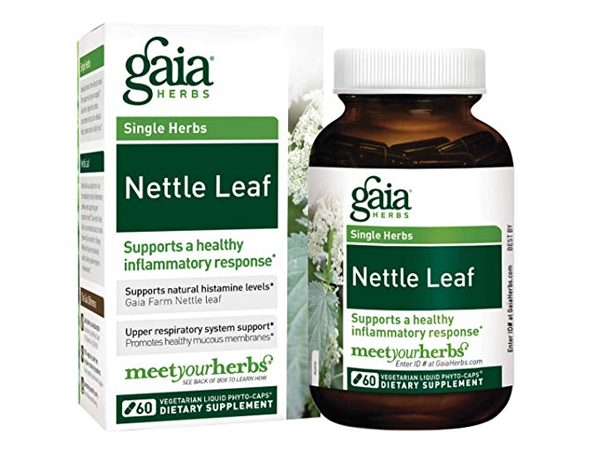 gaia®
HERBS
Single Herbs
Nettle Leaf
Supports a healthy
inflammatory response*
Supports natural histamine levels*
Gaia Farm Nettle leaf
Upper respiratory system support*
Promotes healthy mucous membranes*
meetyourherbs®
SEE BACK OF BOX TO LEARN HOW
60 VEGETARIAN LIQUID PHYTO-CAPS®
DIETARY SUPPLEMENT
gaia®
HERBS
Single Herbs
Nettle Leaf
Supports a healthy
inflammatory response*
meetyourherbs®
Enter ID # at GaiaHerbs.com
60 VEGETARIAN LIQUID PHYTO-CAPS®
DIETARY SUPPLEMENT
BEST BY
Enter ID# at GaiaHerbs.com